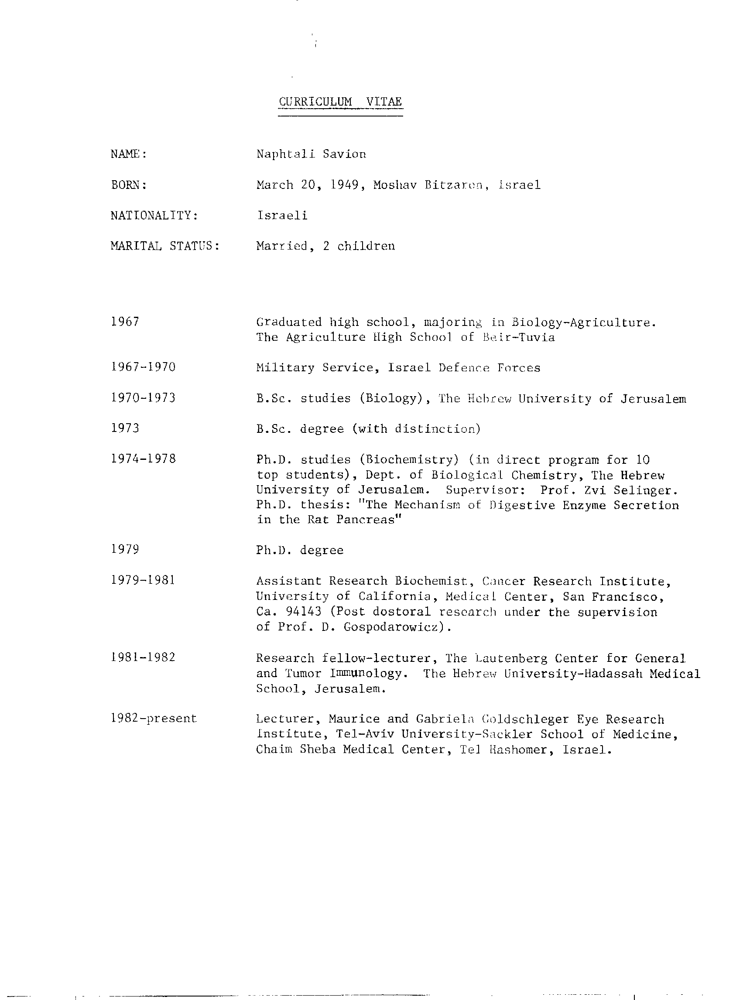 CURRICULUM VITAE
NAME: Naphtali Savion
BORN: March 20, 1949, Moshav Bitzaron, Israel
NATIONALITY: Israeli
MARITAL STATUS: Married, 2 children
1967 Graduated high school, majoring in Biology-Agriculture.
The Agriculture High School of Beir-Tuvia
1967-1970 Military Service, Israel Defence Forces
1970-1973 B.Sc. studies (Biology), The Hebrew University of Jerusalem
1973 B.Sc. degree (with distinction)
1974-1978 Ph.D. studies (Biochemistry) (in direct program for 10
top students), Dept. of Biological Chemistry, The Hebrew
University of Jerusalem. Supervisor: Prof. Zvi Selinger.
Ph.D. thesis: "The Mechanism of Digestive Enzyme Secretion
in the Rat Pancreas"
1979 Ph.D. degree
1979-1981 Assistant Research Biochemist, Cancer Research Institute,
University of California, Medical Center, San Francisco,
Ca. 94143 (Post dostoral research under the supervision
of Prof. D. Gospodarowicz).
1981-1982 Research fellow-lecturer, The Lautenberg Center for General
and Tumor Immunology. The Hebrew University-Hadassah Medical
School, Jerusalem.
1982-present Lecturer, Maurice and Gabriela Goldschleger Eye Research
Institute, Tel-Aviv University-Sackler School of Medicine,
Chaim Sheba Medical Center, Tel Hashomer, Israel.